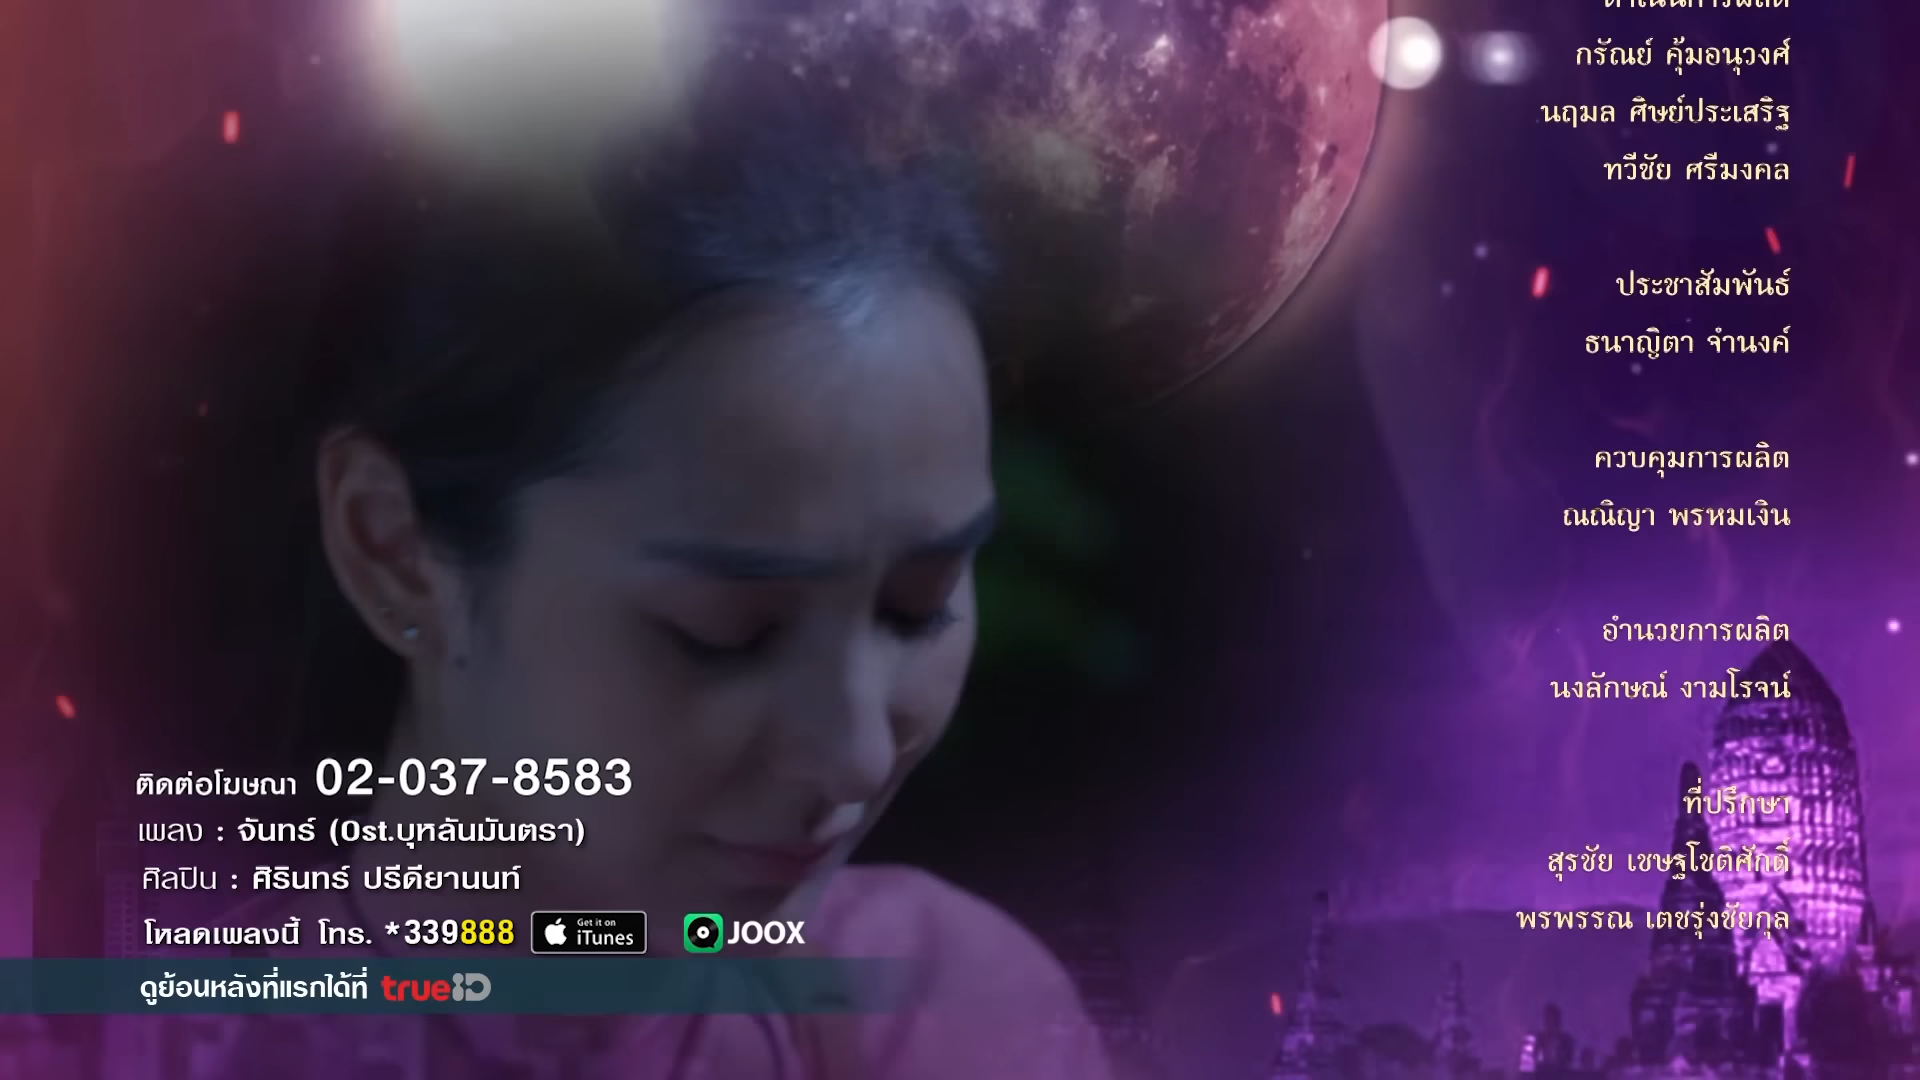 ดำเนินการผลิต
กรัณย์ คุ้มอนุวงศ์
นฤมล ศิษย์ประเสริฐ
ทวีชัย ศรีมงคล
ประชาสัมพันธ์
ธนาญิตา จำนงค์
ควบคุมการผลิต
ณณิญา พรหมเงิน
อำนวยการผลิต
นงลักษณ์ งามโรจน์
ที่ปรึกษา
สุรชัย เชษฐโชติศักดิ์
พรพรรณ เตชรุ่งชัยกุล
ติดต่อโฆษณา 02-037-8583
เพลง : จันทร์ (Ost.บุหลันมันตรา)
ศิลปิน : ศิรินทร์ ปรีดียานนท์
โหลดเพลงนี้ โทร. *339888 Get it on iTunes JOOX
ดูย้อนหลังที่แรกได้ที่ trueID